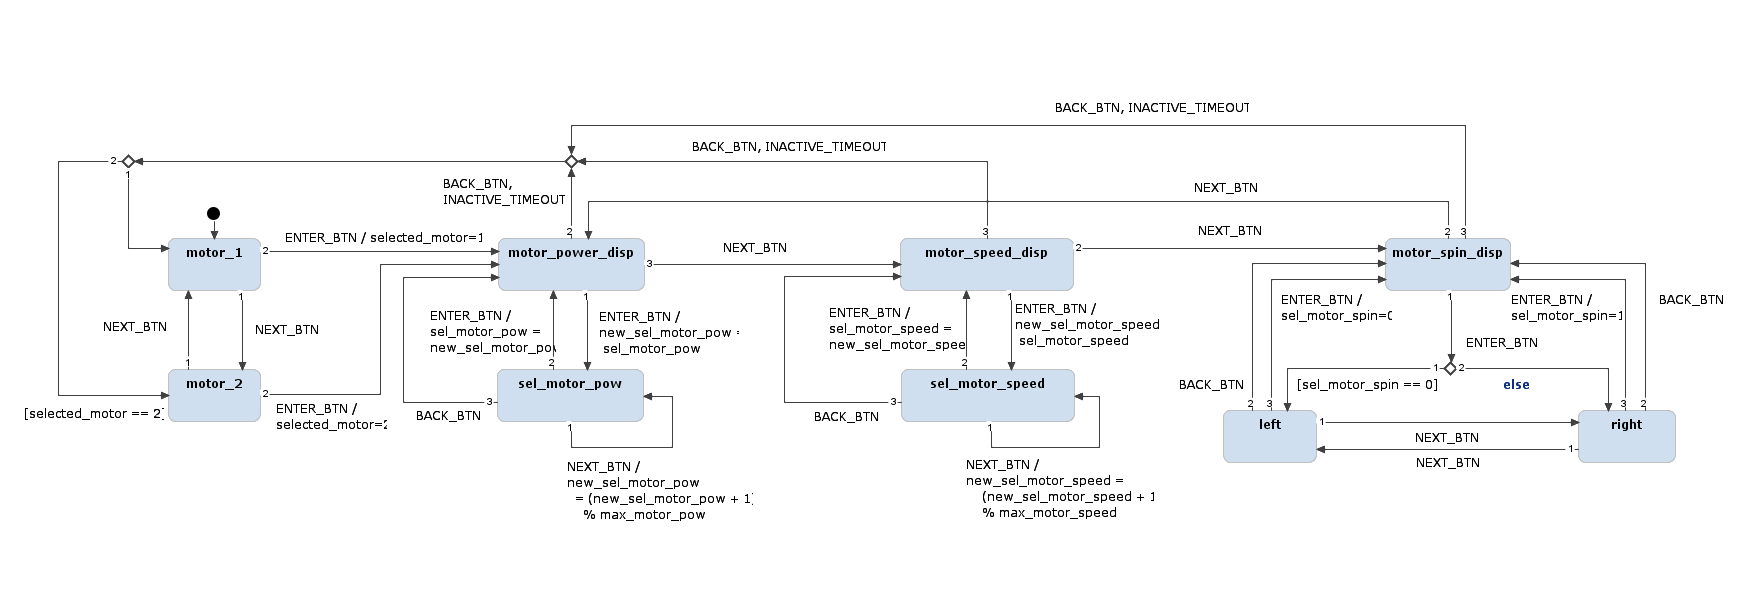 BACK_BTN, INACTIVE_TIMEOUT
BACK_BTN, INACTIVE_TIMEOUT
2
1
BACK_BTN,
INACTIVE_TIMEOUT
NEXT_BTN
2
3
2
3
NEXT_BTN
ENTER_BTN / selected_motor=1
NEXT_BTN
motor_1
2
motor_power_disp
3
motor_speed_disp
2
motor_spin_disp
1
1
1
1
NEXT_BTN
NEXT_BTN
ENTER_BTN /
sel_motor_pow =
new_sel_motor_pow
ENTER_BTN /
new_sel_motor_pow =
sel_motor_pow
ENTER_BTN /
sel_motor_speed =
new_sel_motor_spee
ENTER_BTN /
new_sel_motor_speed
sel_motor_speed
ENTER_BTN /
sel_motor_spin=0
ENTER_BTN /
sel_motor_spin=1
BACK_BTN
ENTER_BTN
1
2
2
1
2
motor_2
2
sel_motor_pow
3
sel_motor_speed
3
BACK_BTN
[sel_motor_spin == 0]
else
[selected_motor == 2]
ENTER_BTN /
selected_motor=2
BACK_BTN
BACK_BTN
2
3
3
2
left
1
right
1
1
NEXT_BTN
1
NEXT_BTN
NEXT_BTN /
new_sel_motor_pow
= (new_sel_motor_pow + 1)
% max_motor_pow
NEXT_BTN /
new_sel_motor_speed =
(new_sel_motor_speed + 1
% max_motor_speed